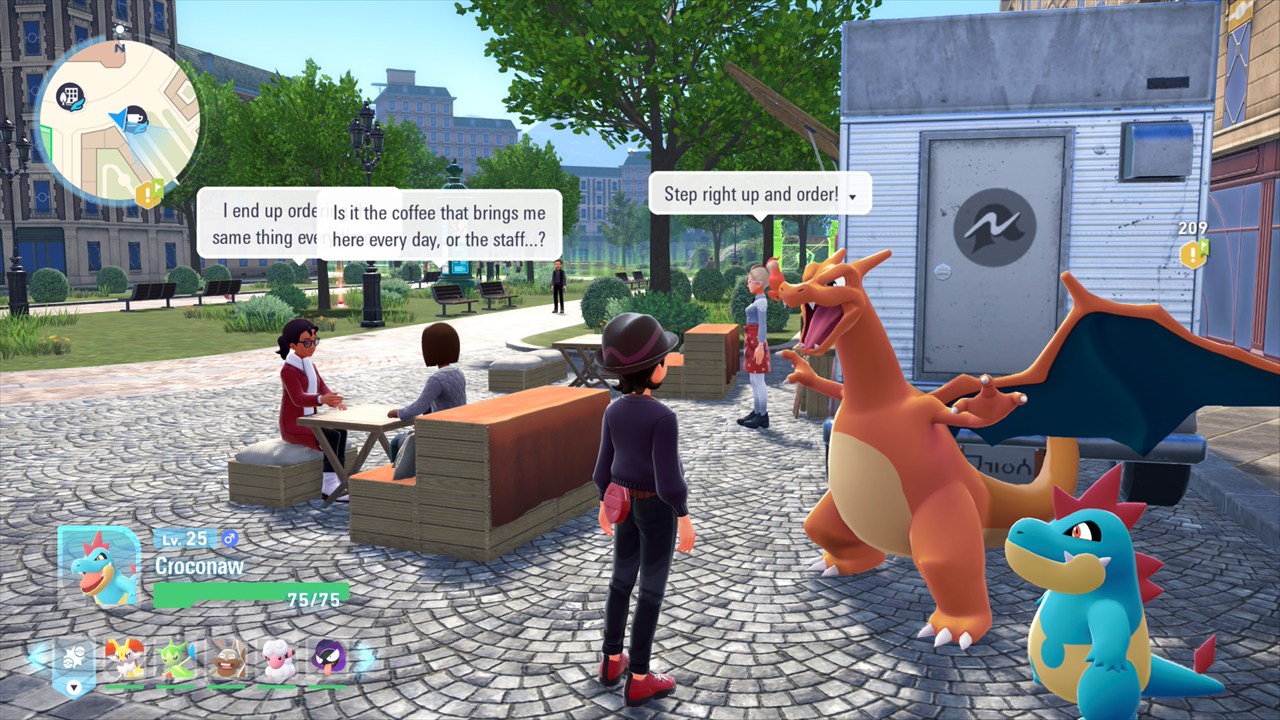 N
I end up orde
same thing eve
Is it the coffee that brings me
here every day, or the staff...?
Step right up and order!
209
Lv. 25 ♂
Croconaw
75/75